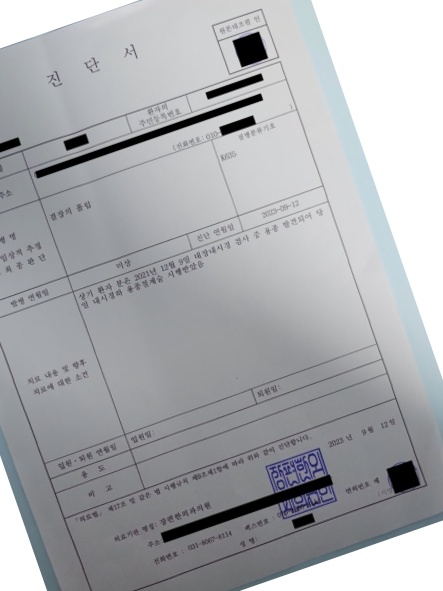 진 단 서
원본대조필 인
환자의
주민등록번호
주소
(전화번호: 010-
)
질병분류기호
병 명
임상적 추정
최 종 진 단
결장의 폴립
K635
발병 연월일
미상
진단 연월일
2023-09-12
치료 내용 및 향후
치료에 대한 소견
상기 환자 분은 2021년 12월 9일 대장내시경 검사 중 용종 발견되어 당
일 내시경하 용종절제술 시행받았음
입원·퇴원 연월일
입원일:
퇴원일:
용 도
비 고
「의료법」 제17조 및 같은 법 시행규칙 제9조제1항에 따라 위와 같이 진단합니다.
2023 년 9월 12일
의료기관 명칭:
주소:
전화번호 : 031-8067-8114
팩스번호 :
면허번호 제
성 명: